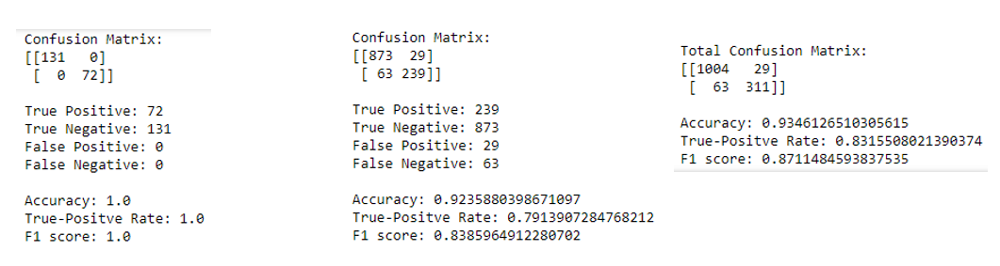 Confusion Matrix:
[[131   0]
 [  0  72]]
True Positive: 72
True Negative: 131
False Positive: 0
False Negative: 0
Accuracy: 1.0
True-Positve Rate: 1.0
F1 score: 1.0
Confusion Matrix:
[[873  29]
 [ 63 239]]
True Positive: 239
True Negative: 873
False Positive: 29
False Negative: 63
Accuracy: 0.9235880398671097
True-Positve Rate: 0.7913907284768212
F1 score: 0.8385964912280702
Total Confusion Matrix:
[[1004   29]
 [  63  311]]
Accuracy: 0.9346126510305615
True-Positve Rate: 0.8315508021390374
F1 score: 0.8711484593837535